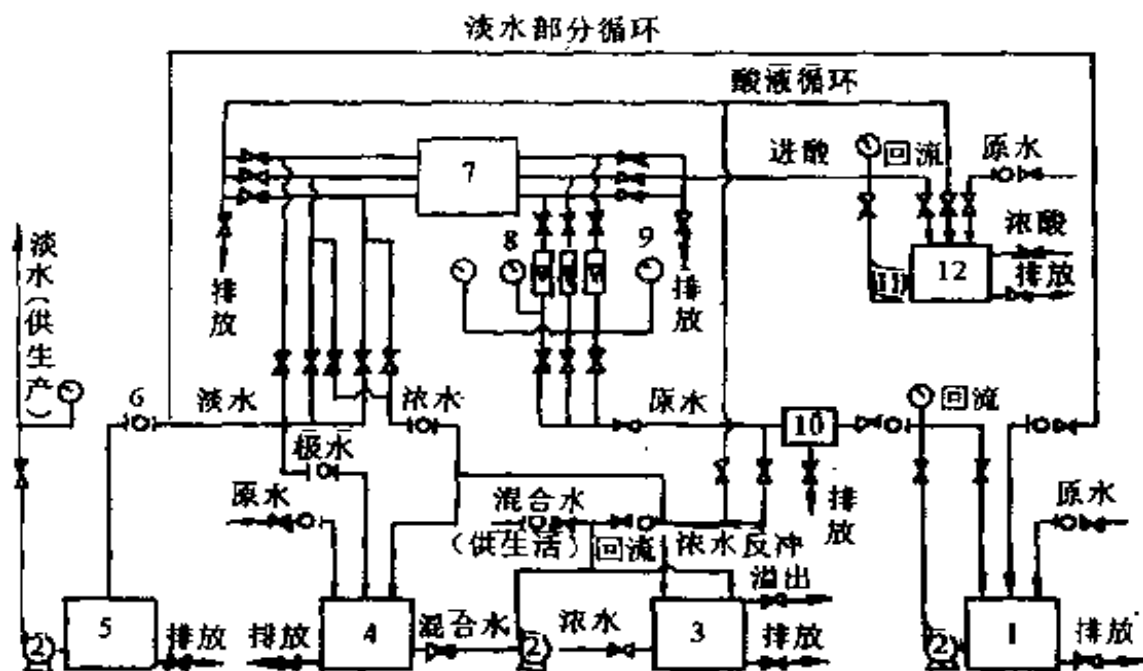 淡水部分循环
酸液循环
进酸
回流
原水
浓酸
排放
7
8
9
11
12
排放
排放
淡水(供生产)
6
淡水
浓水
原水
10
回流
极水
原水
混合水
(供生活)
回流
浓水反冲
排放
原水
溢出
5
排放
2
排放
4
混合水
2
浓水
3
排放
2
1
排放